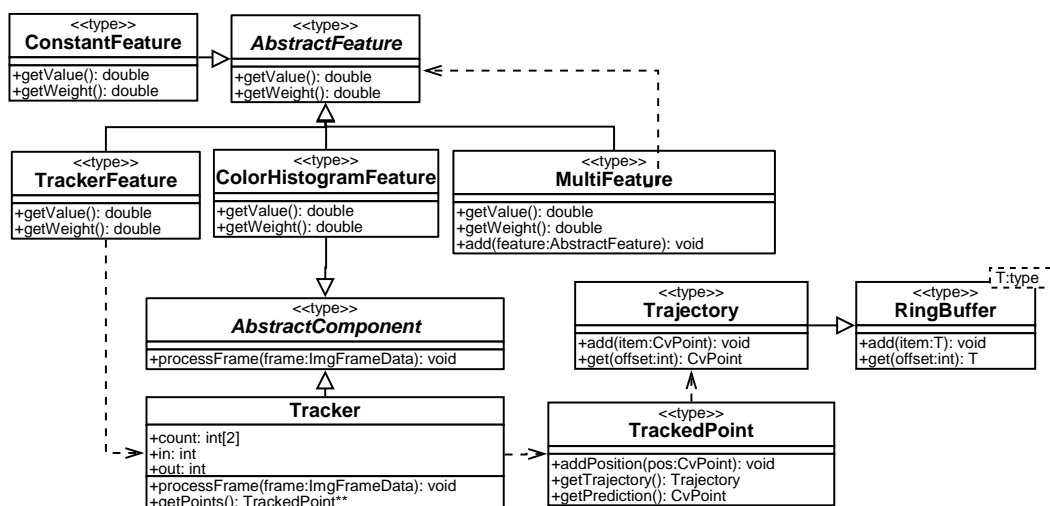 <<type>>
ConstantFeature
+getValue(): double
+getWeight(): double
<<type>>
AbstractFeature
+getValue(): double
+getWeight(): double
<<type>>
TrackerFeature
+getValue(): double
+getWeight(): double
<<type>>
ColorHistogramFeature
+getValue(): double
+getWeight(): double
<<type>>
MultiFeature
+getValue(): double
+getWeight(): double
+add(feature:AbstractFeature): void
<<type>>
AbstractComponent
+processFrame(frame:ImgFrameData): void
<<type>>
Trajectory
+add(item:CvPoint): void
+get(offset:int): CvPoint
T:type
<<type>>
RingBuffer
+add(item:T): void
+get(offset:int): T
Tracker
+count: int[2]
+in: int
+out: int
+processFrame(frame:ImgFrameData): void
+getPoints(): TrackedPoint**
<<type>>
TrackedPoint
+addPosition(pos:CvPoint): void
+getTrajectory(): Trajectory
+getPrediction(): CvPoint